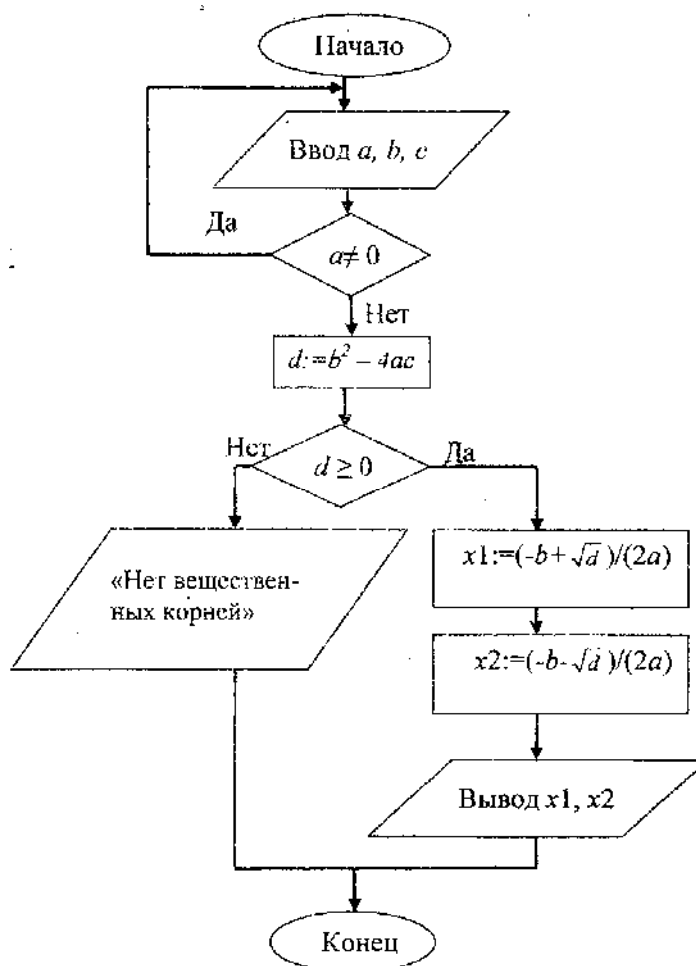 Начало
Ввод a, b, c
Да
a≠ 0
Нет
d:=b² – 4ac
Нет
d ≥ 0
Да
«Нет веществен-
ных корней»
x1:=(-b+√d)/(2a)
x2:=(-b-√d)/(2a)
Вывод x1, x2
Конец